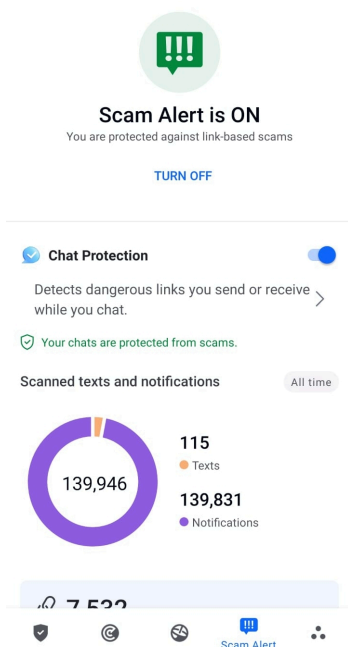 Scam Alert is ON
You are protected against link-based scams
TURN OFF
Chat Protection
Detects dangerous links you send or receive
while you chat.
Your chats are protected from scams.
Scanned texts and notifications
All time
139,946
115
Texts
139,831
Notifications
7,532
Scam Alert